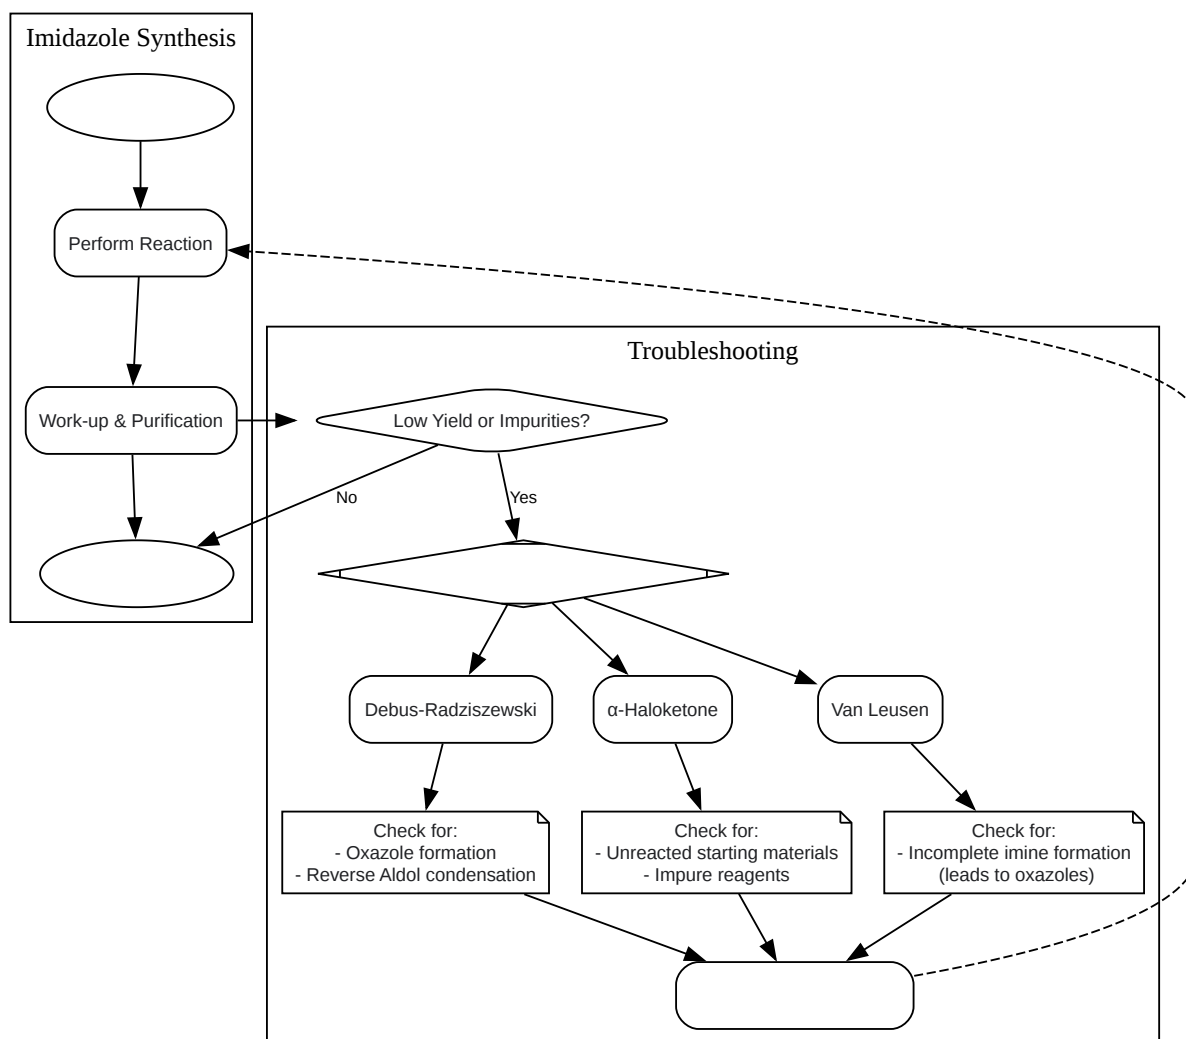 Imidazole Synthesis
Perform Reaction
Troubleshooting
Work-up & Purification
Low Yield or Impurities?
No
Yes
Debus-Radziszewski
α-Haloketone
Van Leusen
Check for:
- Oxazole formation
- Reverse Aldol condensation
Check for:
- Unreacted starting materials
- Impure reagents
Check for:
- Incomplete imine formation
(leads to oxazoles)